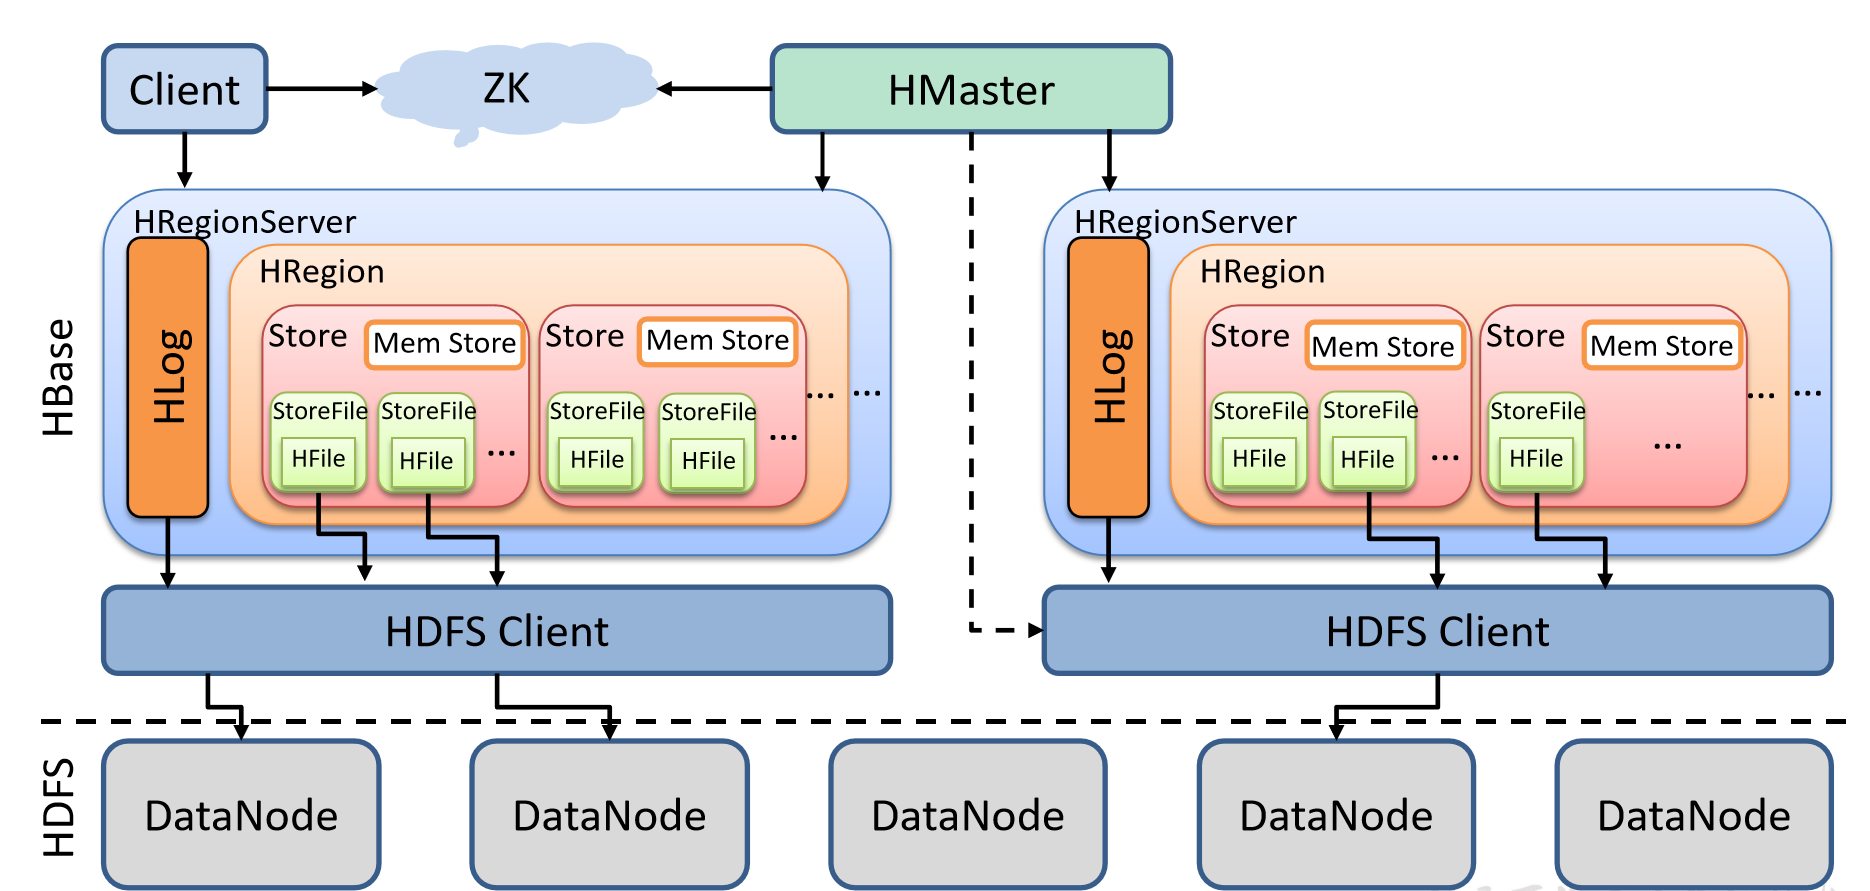 Client
ZK
HMaster
HRegionServer
HRegionServer
HRegion
HRegion
Store
Mem Store
Store
Mem Store
Store
Mem Store
Store
Mem Store
HBase
HLog
HLog
... ...
... ...
StoreFile
StoreFile
StoreFile
StoreFile
StoreFile
StoreFile
StoreFile
HFile
HFile
...
HFile
HFile
...
HFile
HFile
...
HFile
...
HDFS Client
HDFS Client
HDFS
DataNode
DataNode
DataNode
DataNode
DataNode